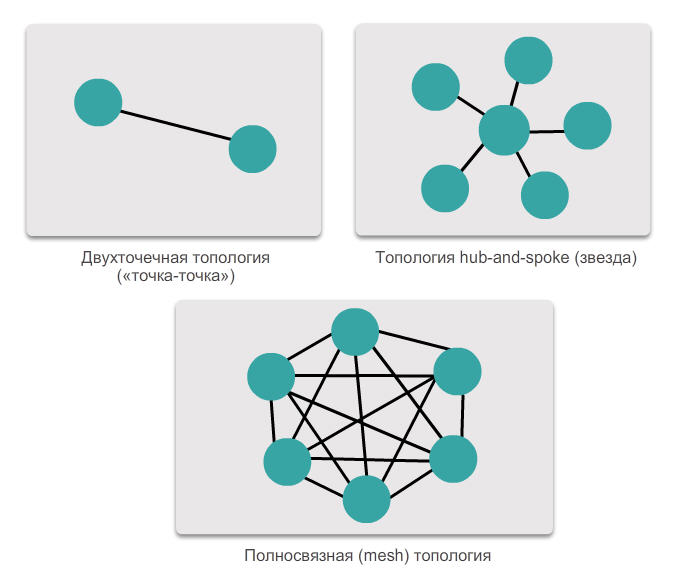 Двухточечная топология
(«точка-точка»)
Топология hub-and-spoke (звезда)
Полносвязная (mesh) топология